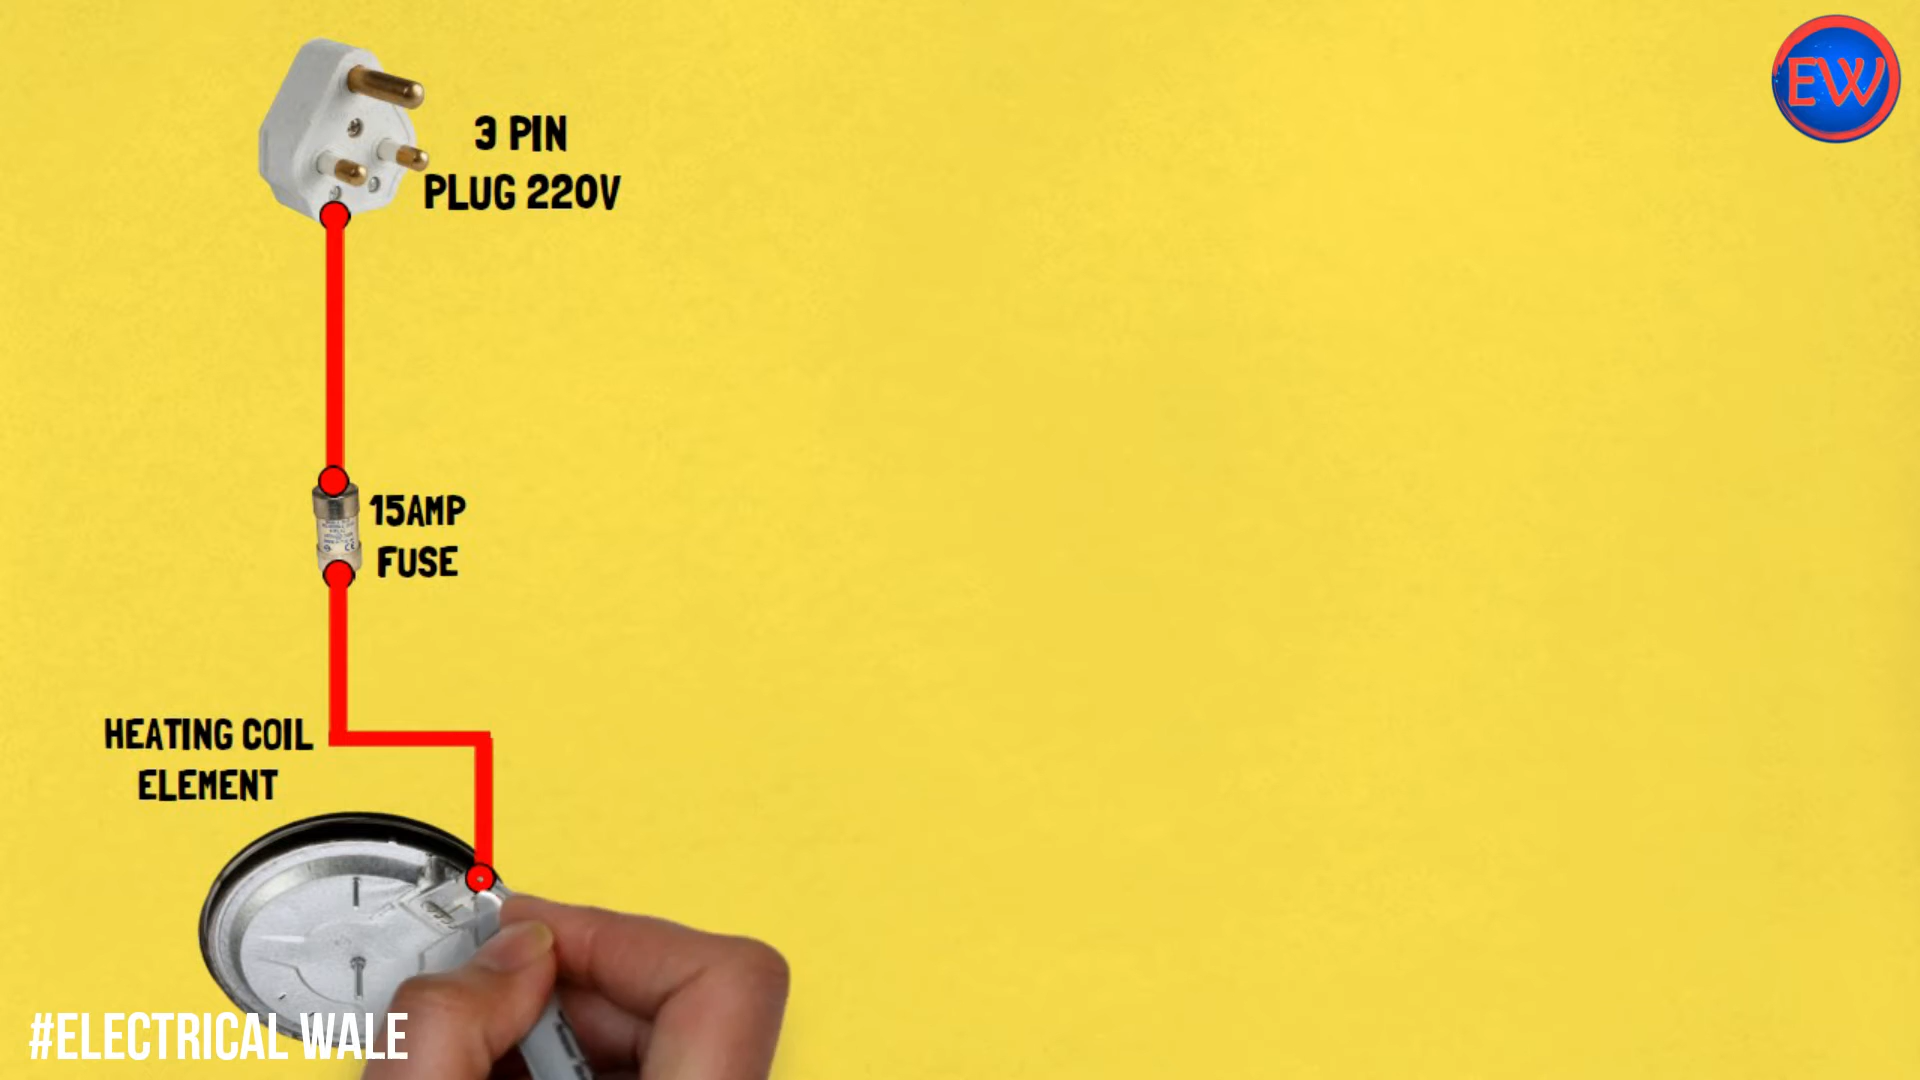 EW
3 PIN
PLUG 220V
15AMP
FUSE
HEATING COIL
ELEMENT
#ELECTRICAL WALE